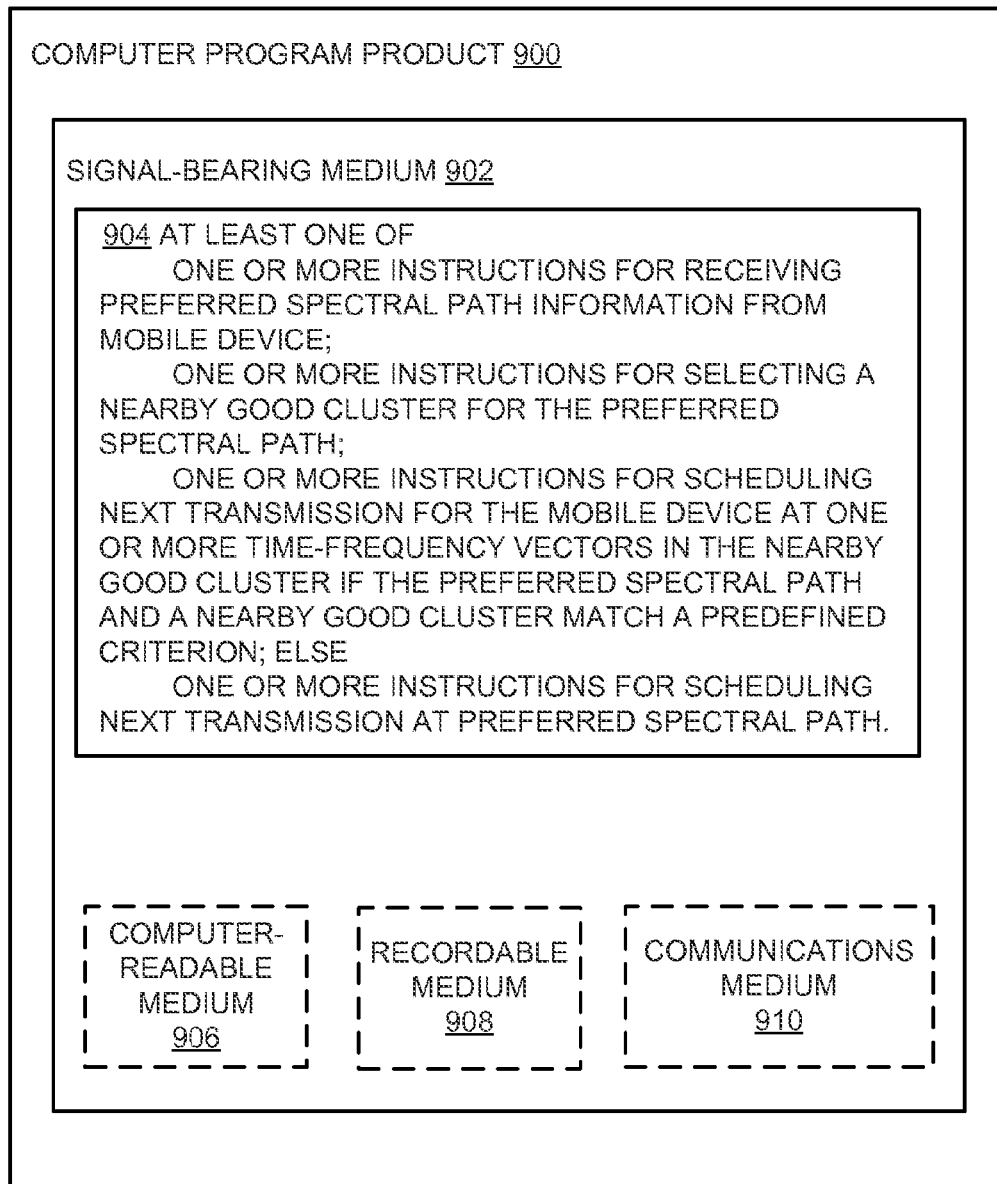 COMPUTER PROGRAM PRODUCT 900
SIGNAL-BEARING MEDIUM 902
904 AT LEAST ONE OF
ONE OR MORE INSTRUCTIONS FOR RECEIVING
PREFERRED SPECTRAL PATH INFORMATION FROM
MOBILE DEVICE;
ONE OR MORE INSTRUCTIONS FOR SELECTING A
NEARBY GOOD CLUSTER FOR THE PREFERRED
SPECTRAL PATH;
ONE OR MORE INSTRUCTIONS FOR SCHEDULING
NEXT TRANSMISSION FOR THE MOBILE DEVICE AT ONE
OR MORE TIME-FREQUENCY VECTORS IN THE NEARBY
GOOD CLUSTER IF THE PREFERRED SPECTRAL PATH
AND A NEARBY GOOD CLUSTER MATCH A PREDEFINED
CRITERION; ELSE
ONE OR MORE INSTRUCTIONS FOR SCHEDULING
NEXT TRANSMISSION AT PREFERRED SPECTRAL PATH.
COMPUTER-
READABLE
MEDIUM
906
RECORDABLE
MEDIUM
908
COMMUNICATIONS
MEDIUM
910